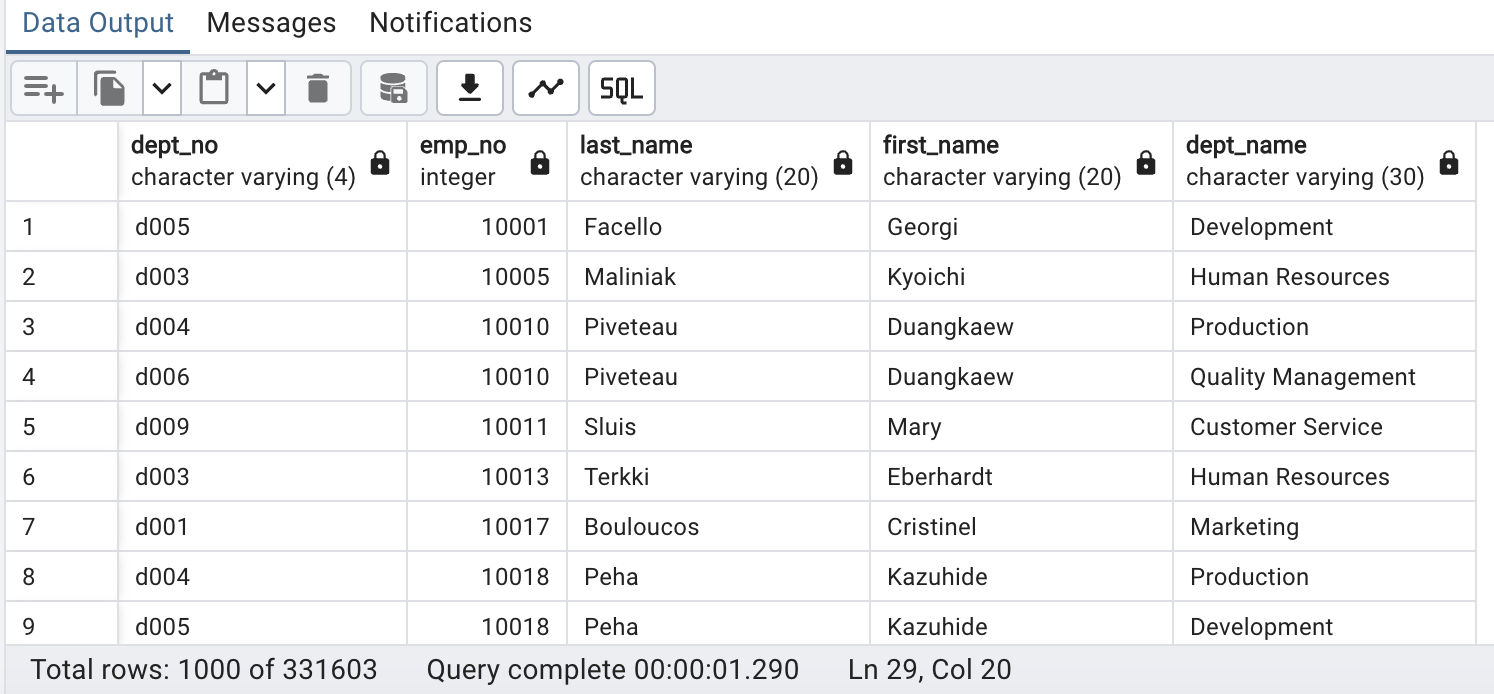 Data Output Messages Notifications
SQL
dept_no emp_no last_name first_name dept_name
character varying (4) integer character varying (20) character varying (20) character varying (30)
1 d005 10001 Facello Georgi Development
2 d003 10005 Maliniak Kyoichi Human Resources
3 d004 10010 Piveteau Duangkaew Production
4 d006 10010 Piveteau Duangkaew Quality Management
5 d009 10011 Sluis Mary Customer Service
6 d003 10013 Terkki Eberhardt Human Resources
7 d001 10017 Bouloucos Cristinel Marketing
8 d004 10018 Peha Kazuhide Production
9 d005 10018 Peha Kazuhide Development
Total rows: 1000 of 331603 Query complete 00:00:01.290 Ln 29, Col 20